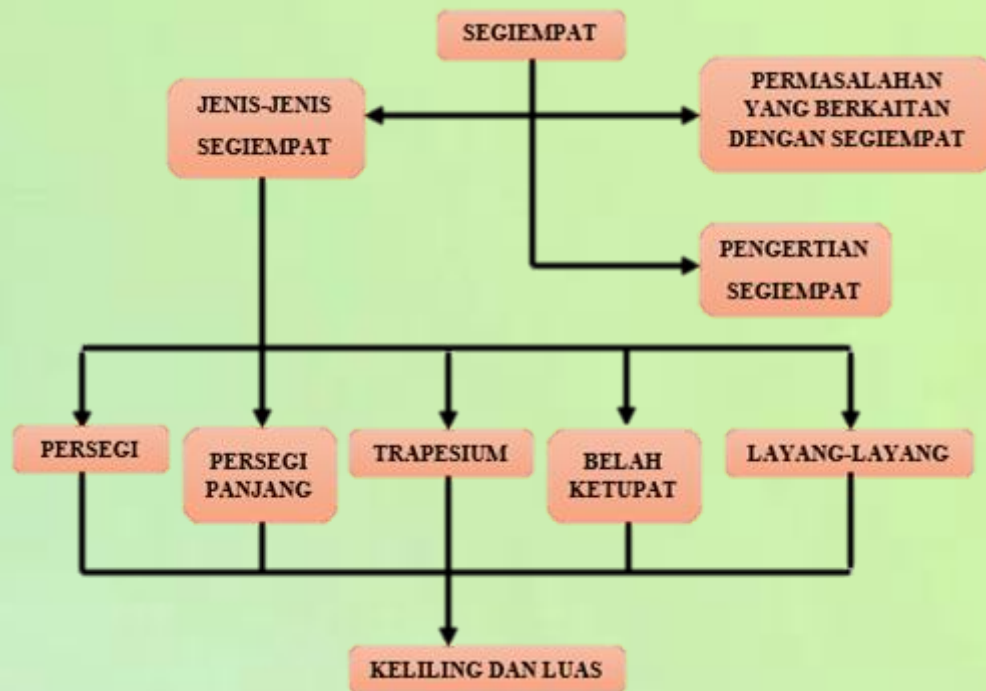 SEGIEMPAT
JENIS-JENIS
SEGIEMPAT
PERMASALAHAN
YANG BERKAITAN
DENGAN SEGIEMPAT
PENGERTIAN
SEGIEMPAT
PERSEGI
PERSEGI
PANJANG
TRAPESIUM
BELAH
KETUPAT
LAYANG-LAYANG
KELILING DAN LUAS